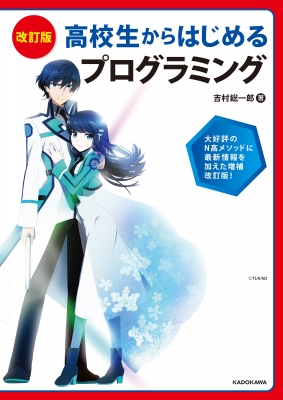 改訂版
高校生からはじめる
プログラミング
吉村総一郎 著
大好評の
N高メソッドに
最新情報を
加えた増補
改訂版!
©TSK/MJ
KADOKAWA